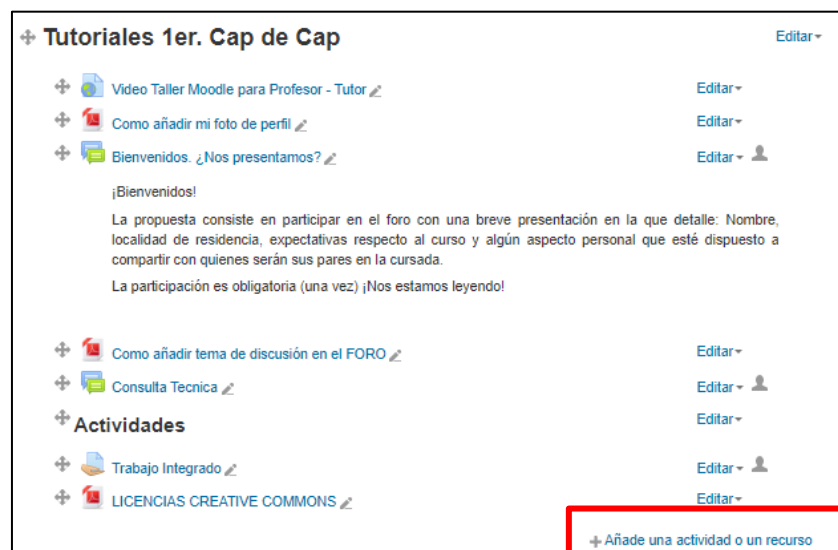 Tutoriales 1er. Cap de Cap Editar
Video Taller Moodle para Profesor - Tutor Editar
Como añadir mi foto de perfil Editar
Bienvenidos. ¿Nos presentamos? Editar
¡Bienvenidos!
La propuesta consiste en participar en el foro con una breve presentación en la que detalle: Nombre,
localidad de residencia, expectativas respecto al curso y algún aspecto personal que esté dispuesto a
compartir con quienes serán sus pares en la cursada.
La participación es obligatoria (una vez) ¡Nos estamos leyendo!
Como añadir tema de discusión en el FORO Editar
Consulta Tecnica Editar
Actividades Editar
Trabajo Integrado Editar
LICENCIAS CREATIVE COMMONS Editar
Añade una actividad o un recurso